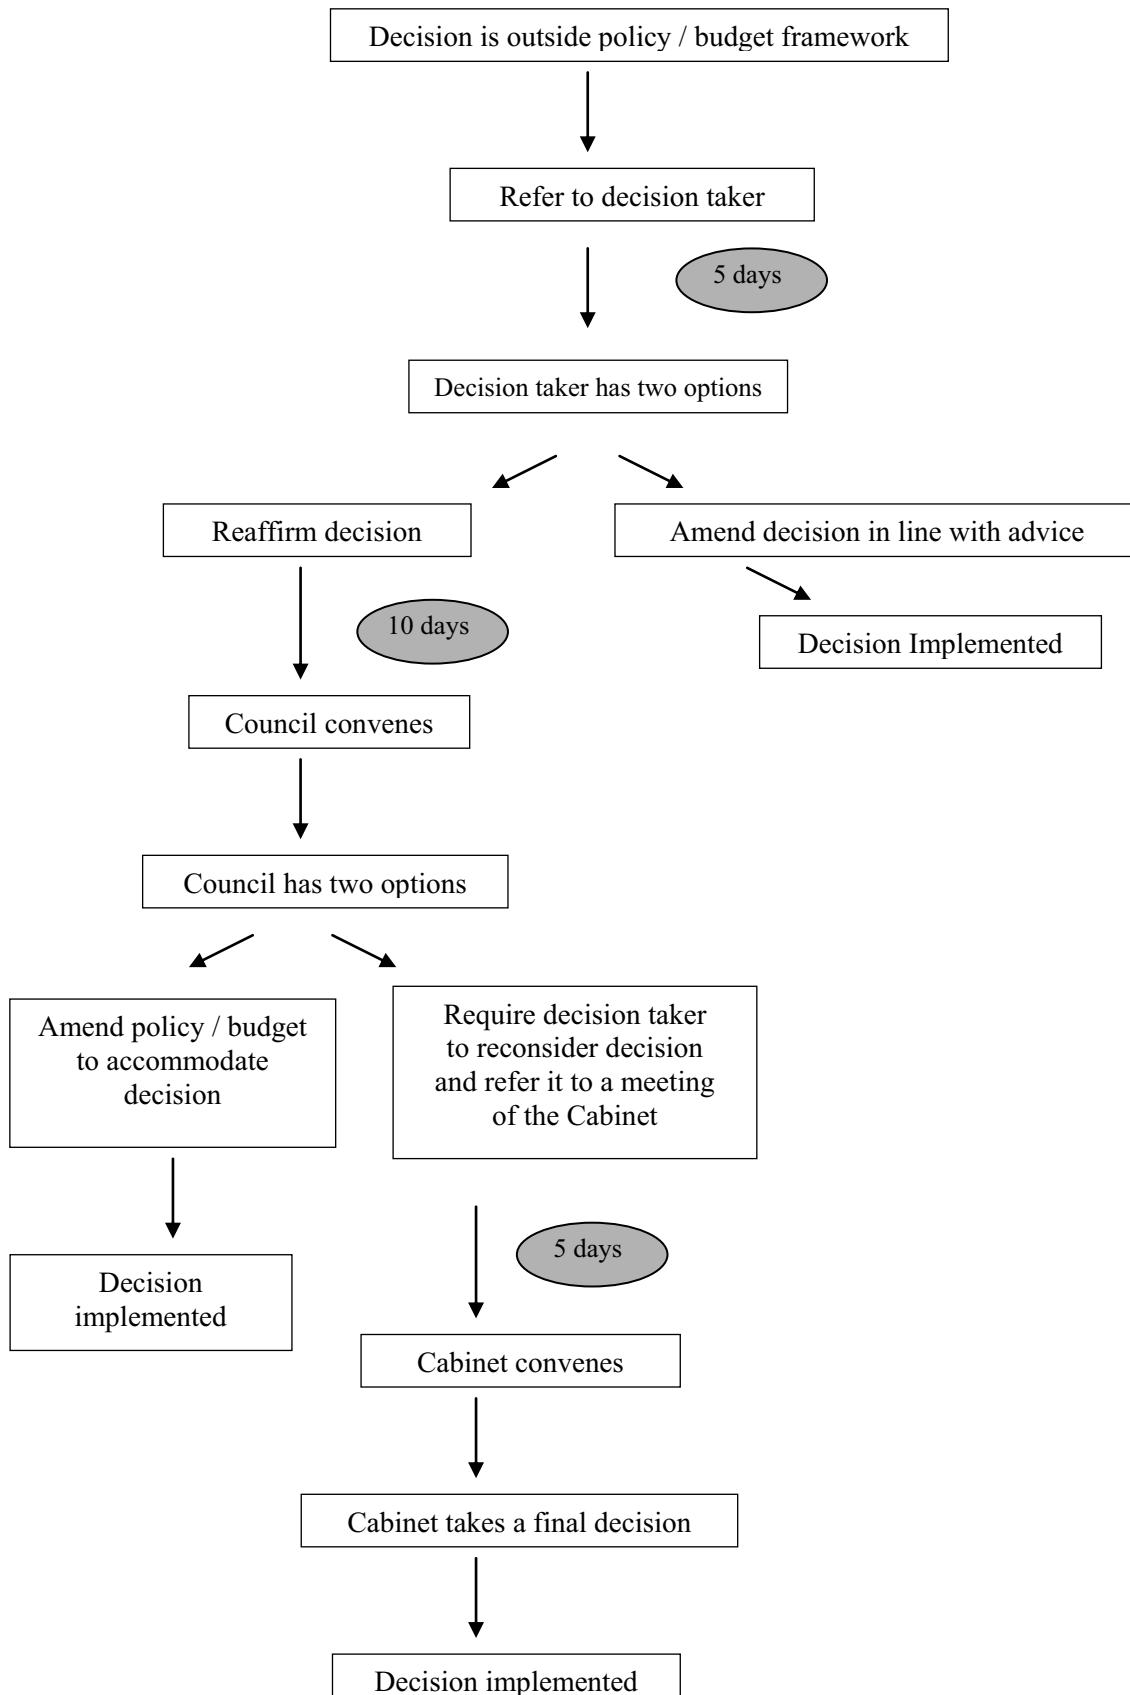 Decision is outside policy / budget framework
Refer to decision taker
5 days
Decision taker has two options
Reaffirm decision
Amend decision in line with advice
10 days
Decision Implemented
Council convenes
Council has two options
Amend policy / budget
to accommodate
decision
Require decision taker
to reconsider decision
and refer it to a meeting
of the Cabinet
5 days
Decision
implemented
Cabinet convenes
Cabinet takes a final decision
Decision implemented